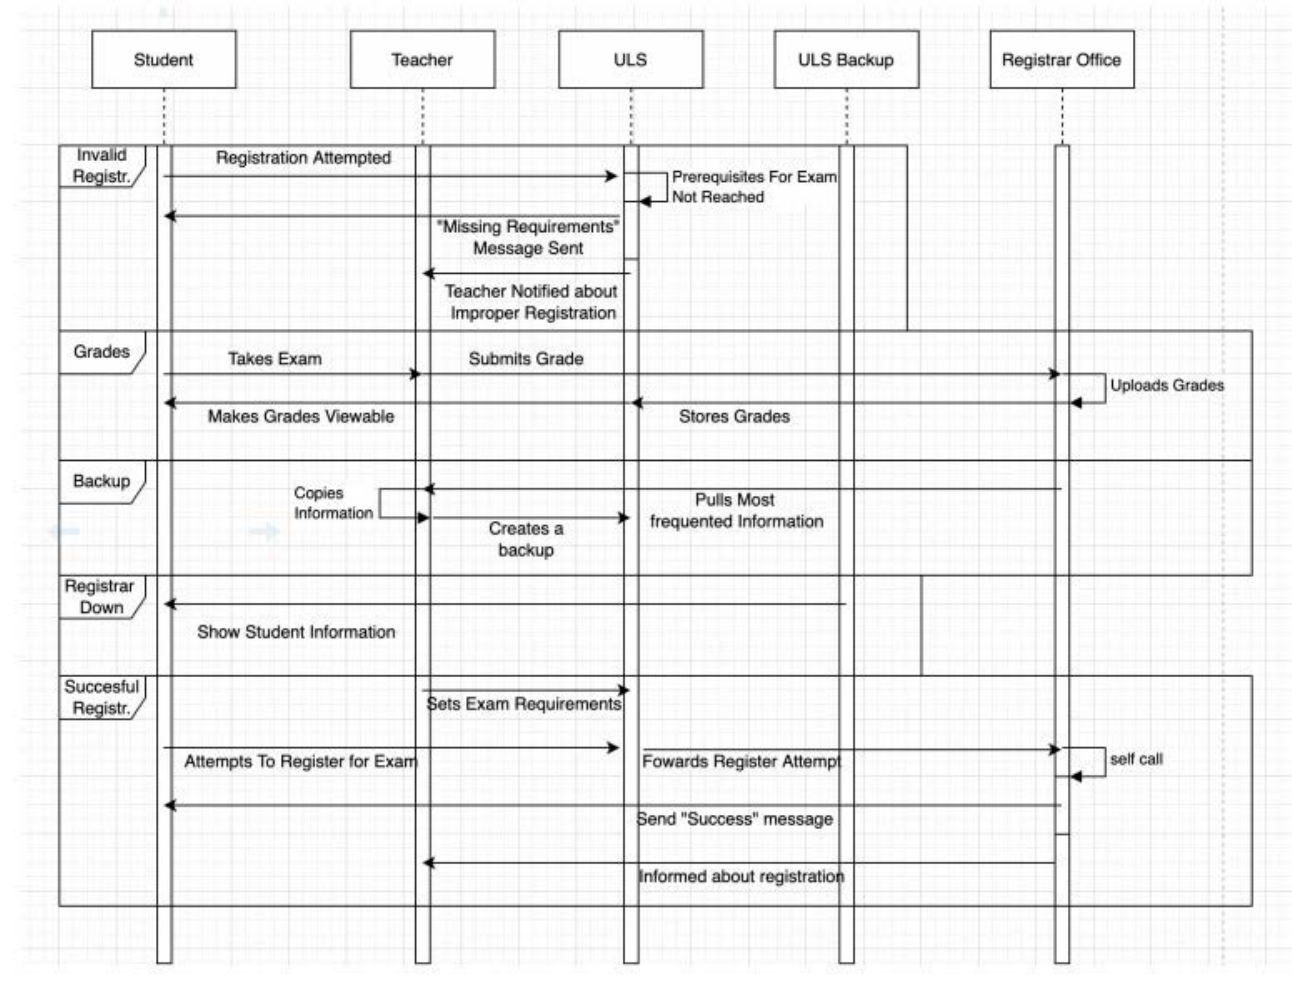 Student
Teacher
ULS
ULS Backup
Registrar Office
Invalid
Registr.
Registration Attempted
Prerequisites For Exam
Not Reached
"Missing Requirements"
Message Sent
Teacher Notified about
Improper Registration
Grades
Takes Exam
Submits Grade
Uploads Grades
Makes Grades Viewable
Stores Grades
Backup
Copies
Information
Pulls Most
frequented Information
Creates a
backup
Registrar
Down
Show Student Information
Succesful
Registr.
Sets Exam Requirements
Attempts To Register for Exam
Fowards Register Attempt
self call
Send "Success" message
Informed about registration